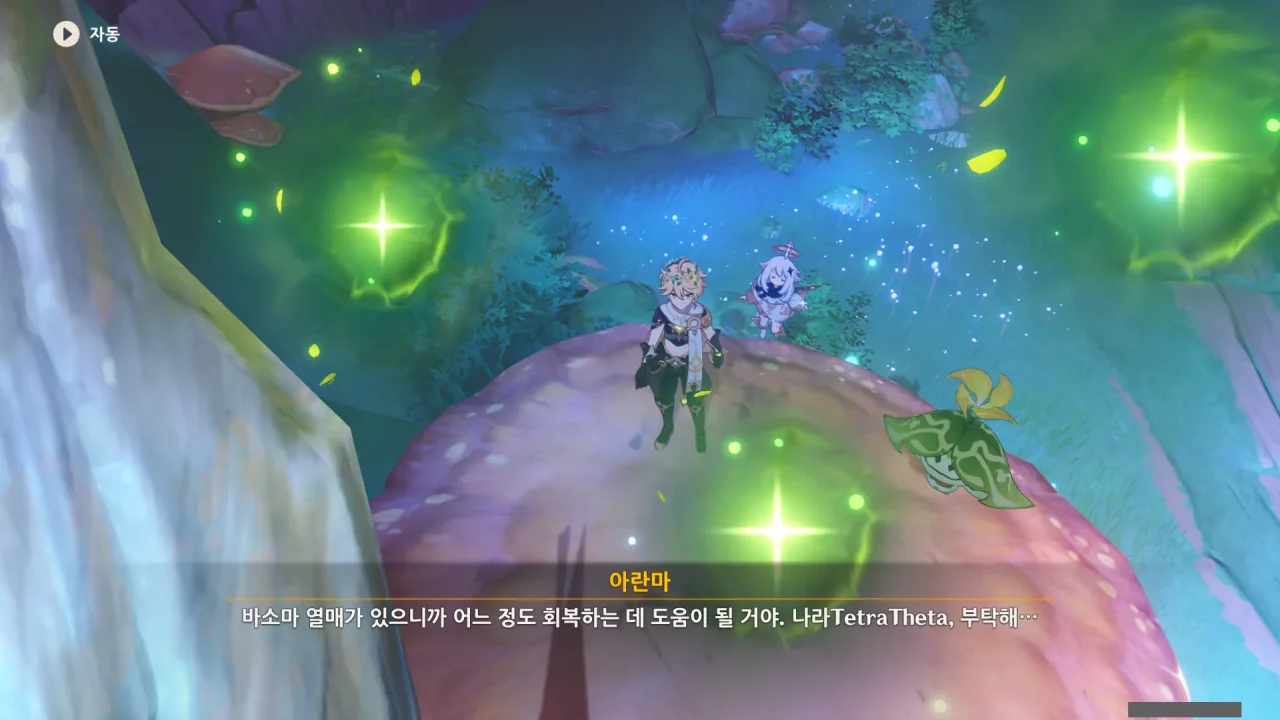 자동
아란마
바소마 열매가 있으니까 어느 정도 회복하는 데 도움이 될 거야. 나라TetraTheta, 부탁해…